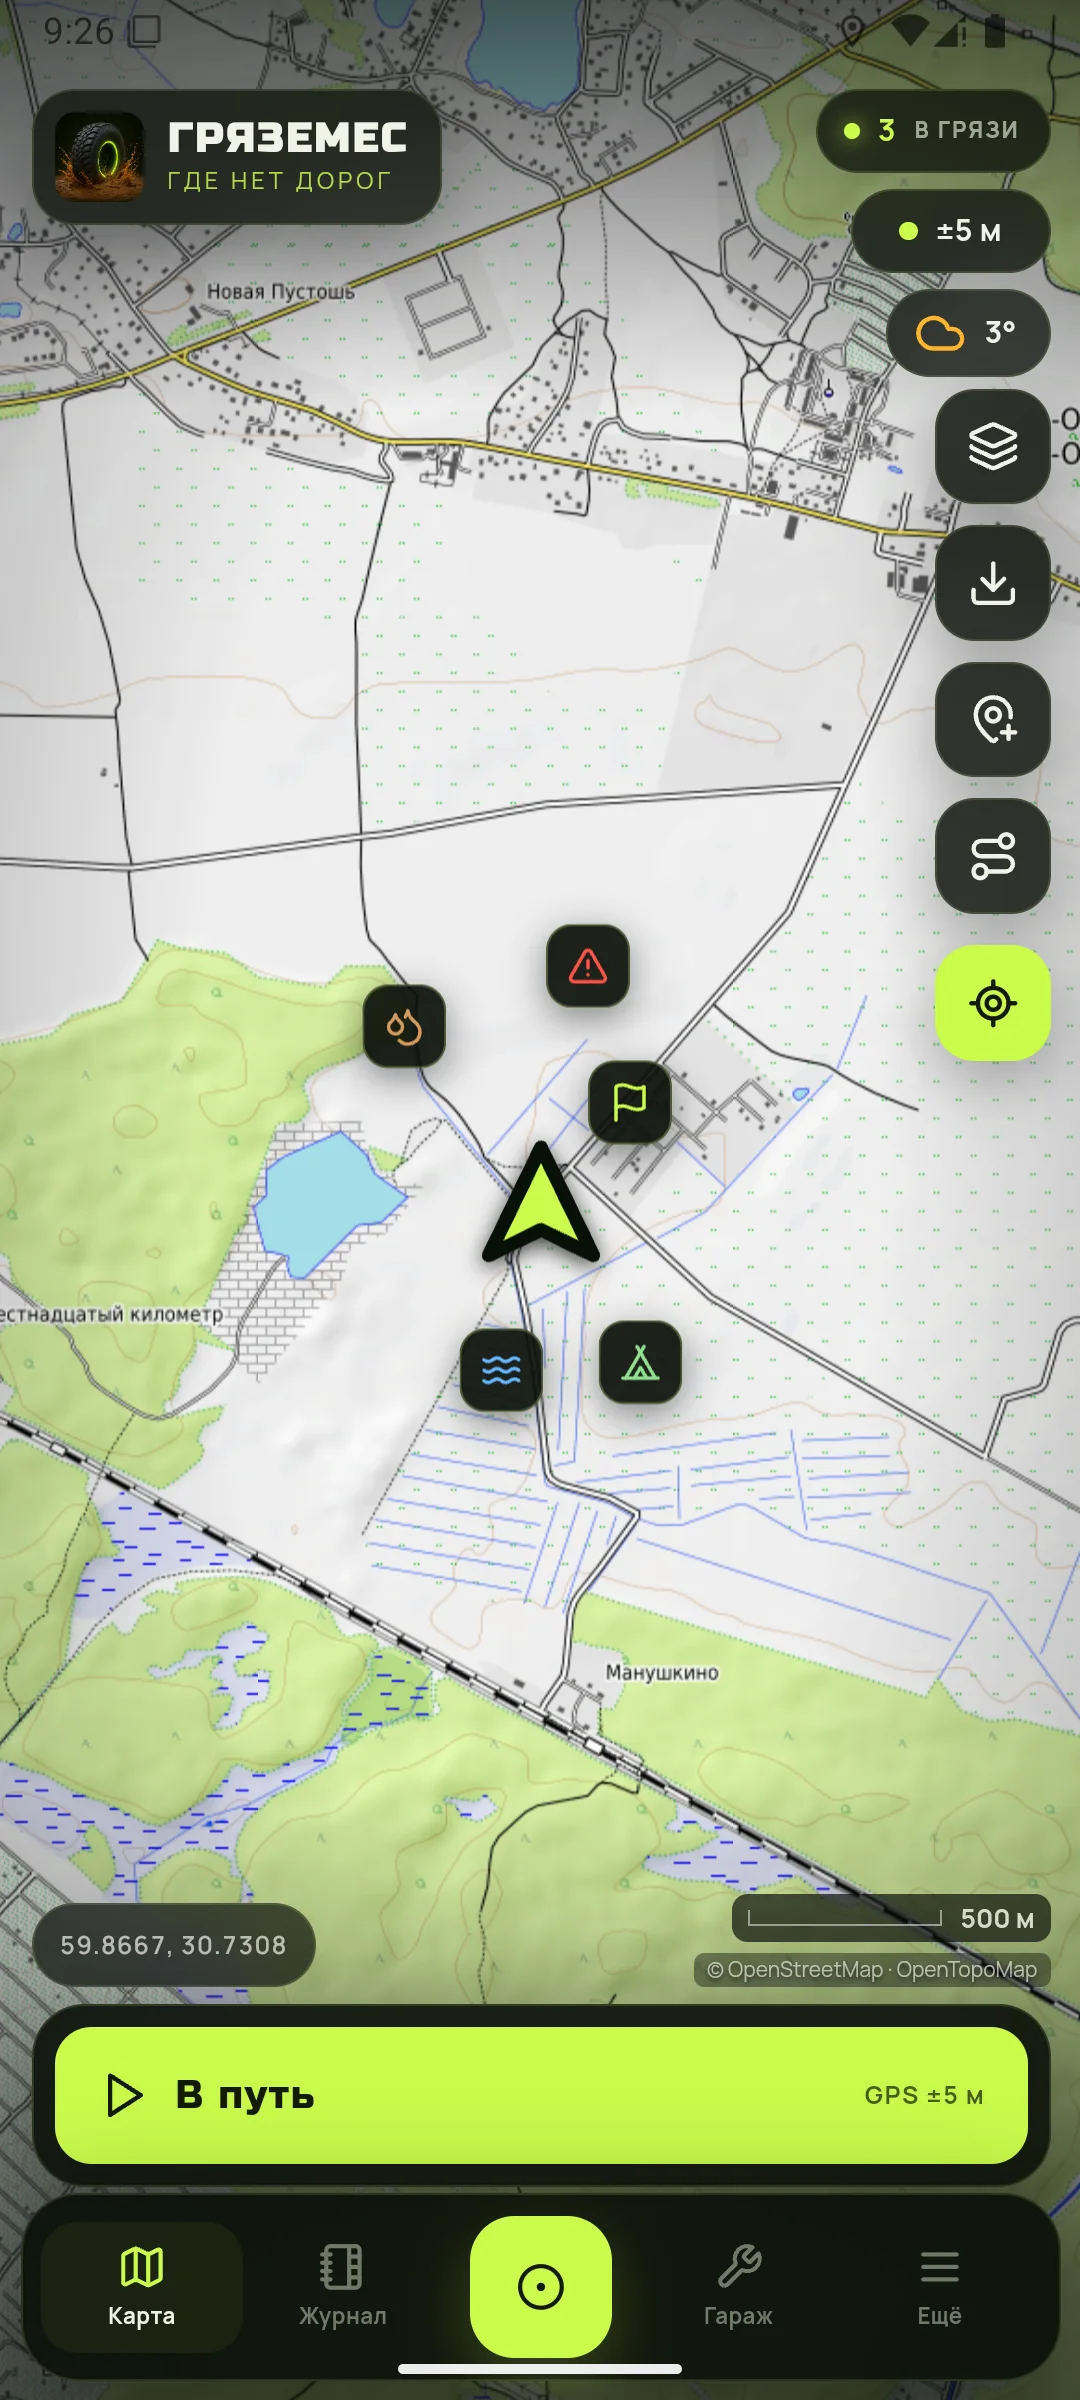 9:26
ГРЯЗЕМЕС
ГДЕ НЕТ ДОРОГ
3 В ГРЯЗИ
±5 м
3°
Новая Пустошь
естнадцатый километр
Манушкино
500 м
59.8667, 30.7308
© OpenStreetMap · OpenTopoMap
В путь
GPS ±5 м
Карта
Журнал
Гараж
Ещё